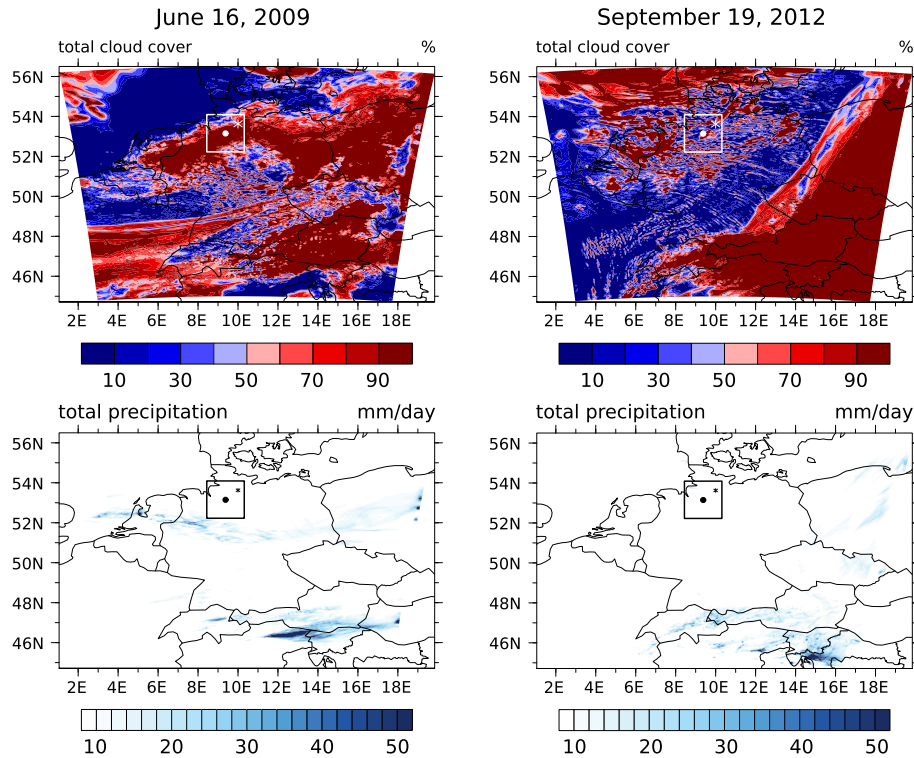 June 16, 2009 September 19, 2012
total cloud cover % total cloud cover %
56N 56N
54N 54N
52N 52N
50N 50N
48N 48N
46N 46N
2E 4E 6E 8E 10E 12E 14E 16E 18E 2E 4E 6E 8E 10E 12E 14E 16E 18E
10 30 50 70 90 10 30 50 70 90
total precipitation mm/day total precipitation mm/day
56N 56N
54N 54N
* *
52N 52N
50N 50N
48N 48N
46N 46N
2E 4E 6E 8E 10E 12E 14E 16E 18E 2E 4E 6E 8E 10E 12E 14E 16E 18E
10 20 30 40 50 10 20 30 40 50